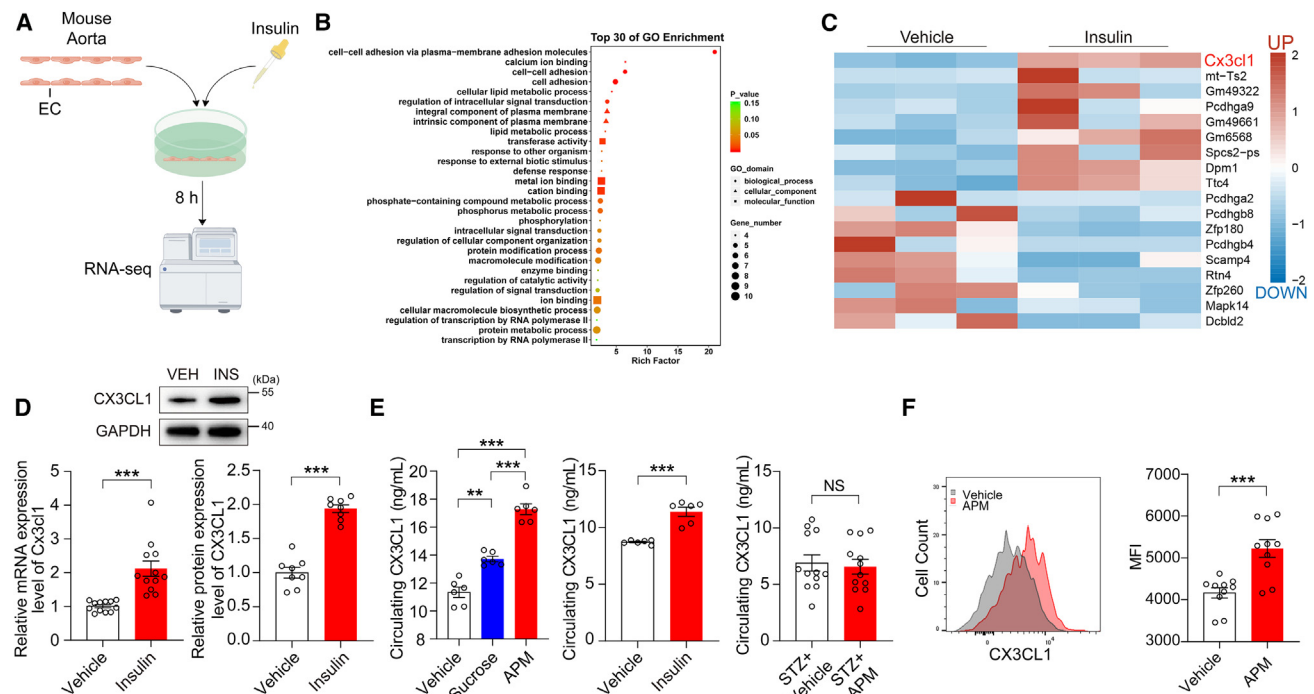 A
Mouse
Aorta
Insulin
EC
8 h
RNA-seq
B
Top 30 of GO Enrichment
cell-cell adhesion via plasma-membrane adhesion molecules
calcium ion binding
cell-cell adhesion
cell adhesion
cellular lipid metabolic process
regulation of intracellular signal transduction
integral component of plasma membrane
intrinsic component of plasma membrane
lipid metabolic process
transferase activity
response to other organism
response to external biotic stimulus
defense response
metal ion binding
cation binding
phosphate-containing compound metabolic process
phosphorus metabolic process
phosphorylation
intracellular signal transduction
regulation of cellular component organization
protein modification process
macromolecule modification
enzyme binding
regulation of catalytic activity
regulation of signal transduction
ion binding
cellular macromolecule biosynthetic process
regulation of transcription by RNA polymerase II
protein metabolic process
transcription by RNA polymerase II
5 10 15 20
Rich Factor
P_value
0.15
0.10
0.05
GO_domain
biological_process
cellular_component
molecular_function
Gene_number
4
5
6
7
8
9
10
C
Vehicle Insulin
UP
Cx3cl1
mt-Ts2
Gm49322
Pcdhga9
Gm49661
Gm6568
Spcs2-ps
Dpm1
Ttc4
Pcdhga2
Pcdhgb8
Zfp180
Pcdhgb4
Scamp4
Rtn4
Zfp260
Mapk14
Dcbld2
2
1
0
−1
−2
DOWN
D
VEH INS (kDa)
CX3CL1 55
GAPDH 40
Relative mRNA expression
level of Cx3cl1
5
4
3
2
1
0
***
Vehicle
Insulin
Relative protein expression
level of CX3CL1
2.5
2.0
1.5
1.0
0.5
0.0
***
Vehicle
Insulin
E
Circulating CX3CL1 (ng/mL)
20
18
16
14
12
10
8
***
***
**
Vehicle
Sucrose
APM
Circulating CX3CL1 (ng/mL)
15
10
5
0
***
Vehicle
Insulin
Circulating CX3CL1 (ng/mL)
15
10
5
0
NS
STZ+
Vehicle
STZ+
APM
F
Cell Count
30
20
10
0
Vehicle
APM
0
10⁴
CX3CL1
MFI
7000
6000
5000
4000
3000
***
Vehicle
APM